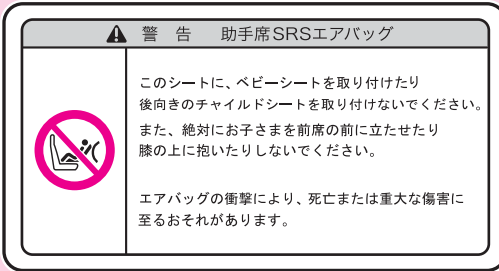 警 告 助手席SRSエアバッグ
このシートに、ベビーシートを取り付けたり
後向きのチャイルドシートを取り付けないでください。
また、絶対にお子さまを前席の前に立たせたり
膝の上に抱いたりしないでください。
エアバッグの衝撃により、死亡または重大な傷害に
至るおそれがあります。